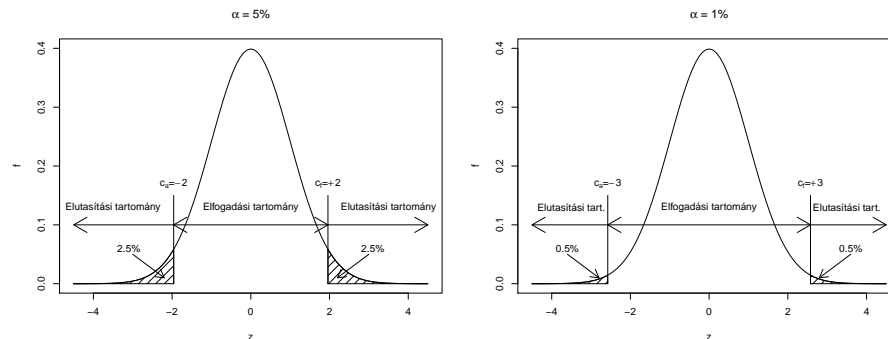 α = 5%
f
0.4
0.3
0.2
0.1
0.0
cₐ=−2
c_f=+2
Elutasítási tartomány
Elfogadási tartomány
Elutasítási tartomány
2.5%
2.5%
−4
−2
0
2
4
z
α = 1%
f
0.4
0.3
0.2
0.1
0.0
cₐ=−3
c_f=+3
Elutasítási tart.
Elfogadási tartomány
Elutasítási tart.
0.5%
0.5%
−4
−2
0
2
4
z